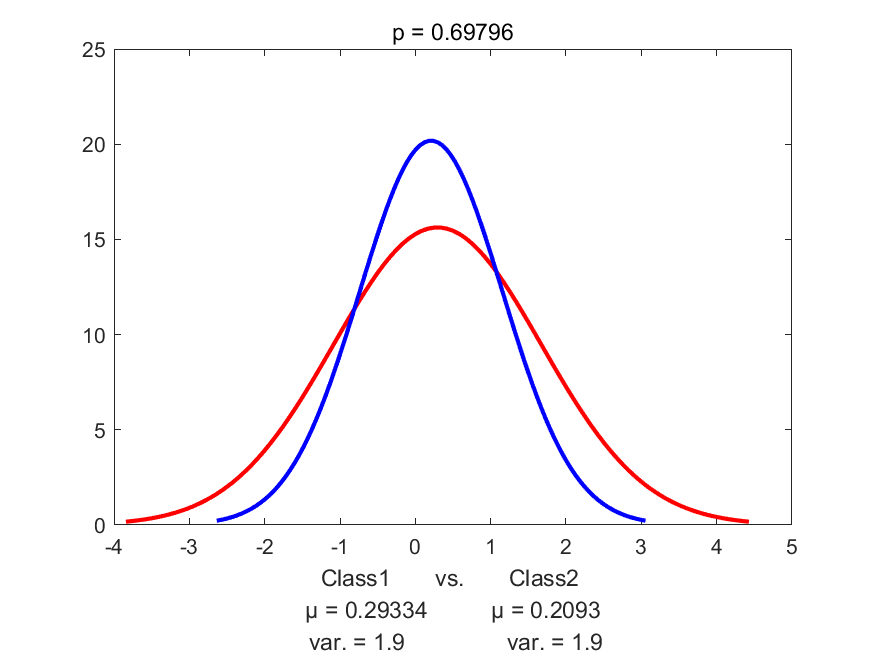 p = 0.69796
25
20
15
10
5
0
-4 -3 -2 -1 0 1 2 3 4 5
Class1 vs. Class2
μ = 0.29334 μ = 0.2093
var. = 1.9 var. = 1.9